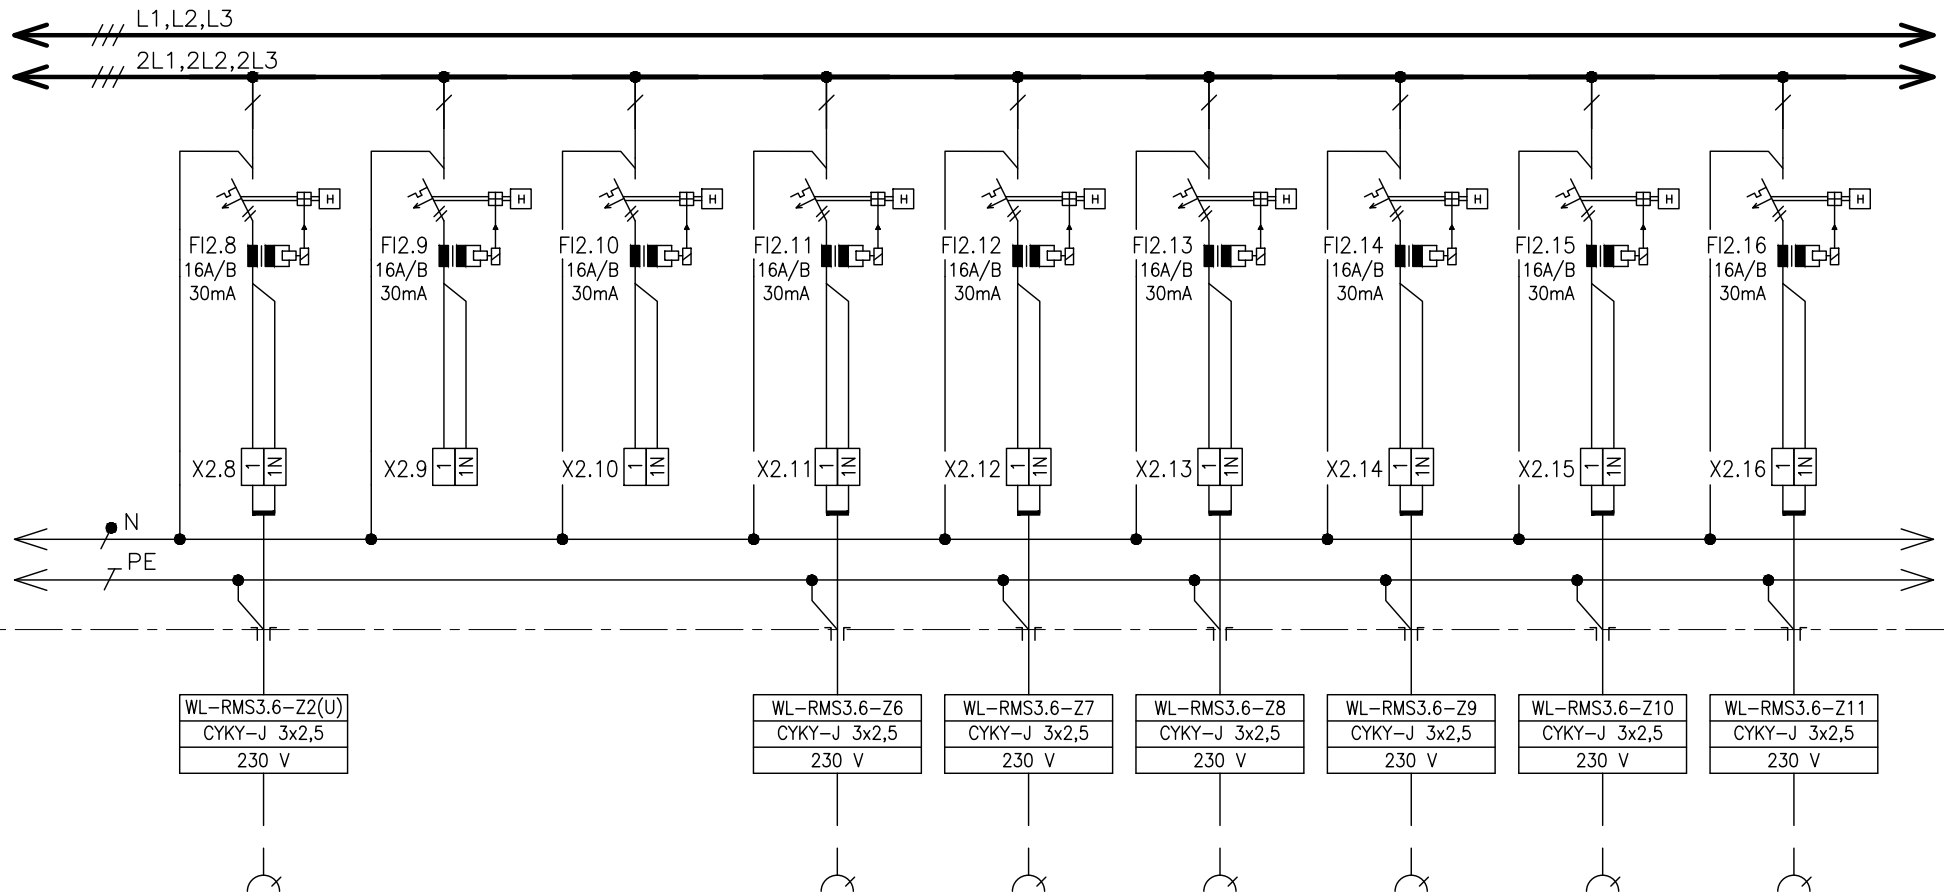 L1,L2,L3
2L1,2L2,2L3
H H H H H H H H H
FI2.8 FI2.9 FI2.10 FI2.11 FI2.12 FI2.13 FI2.14 FI2.15 FI2.16
16A/B 16A/B 16A/B 16A/B 16A/B 16A/B 16A/B 16A/B 16A/B
30mA 30mA 30mA 30mA 30mA 30mA 30mA 30mA 30mA
X2.8 1 1N X2.9 1 1N X2.10 1 1N X2.11 1 1N X2.12 1 1N X2.13 1 1N X2.14 1 1N X2.15 1 1N X2.16 1 1N
N
PE
WL-RMS3.6-Z2(U) WL-RMS3.6-Z6 WL-RMS3.6-Z7 WL-RMS3.6-Z8 WL-RMS3.6-Z9 WL-RMS3.6-Z10 WL-RMS3.6-Z11
CYKY-J 3x2,5 CYKY-J 3x2,5 CYKY-J 3x2,5 CYKY-J 3x2,5 CYKY-J 3x2,5 CYKY-J 3x2,5 CYKY-J 3x2,5
230 V 230 V 230 V 230 V 230 V 230 V 230 V